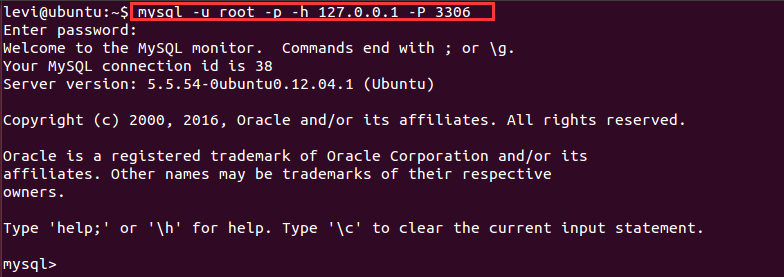 levi@ubuntu:~$ mysql -u root -p -h 127.0.0.1 -P 3306
Enter password:
Welcome to the MySQL monitor.  Commands end with ; or \g.
Your MySQL connection id is 38
Server version: 5.5.54-0ubuntu0.12.04.1 (Ubuntu)
Copyright (c) 2000, 2016, Oracle and/or its affiliates. All rights reserved.
Oracle is a registered trademark of Oracle Corporation and/or its
affiliates. Other names may be trademarks of their respective
owners.
Type 'help;' or '\h' for help. Type '\c' to clear the current input statement.
mysql>